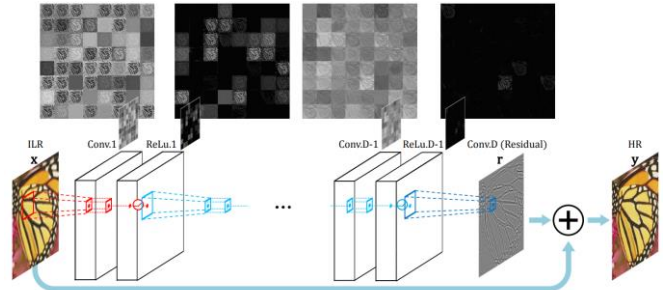 ILR
x
Conv.1
ReLu.1
Conv.D-1
ReLu.D-1
Conv.D (Residual)
r
HR
y
...